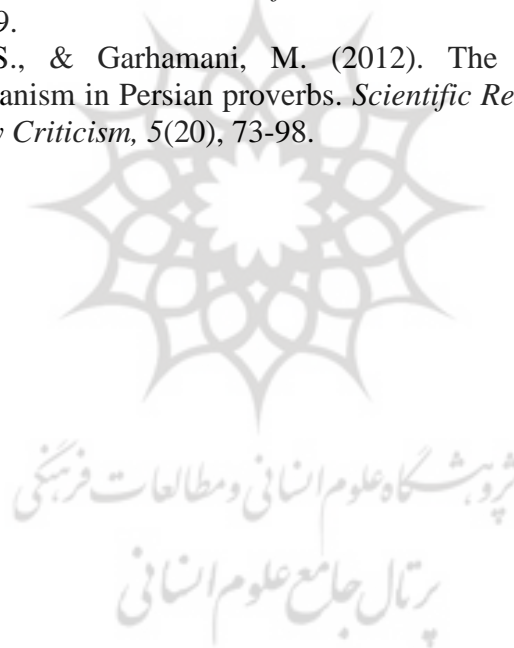 9.
S., & Garhamani, M. (2012). The
anism in Persian proverbs. Scientific Re
Criticism, 5(20), 73-98.
پژوهشگاه علوم انسانی و مطالعات فرهنگی
پرتال جامع علوم انسانی